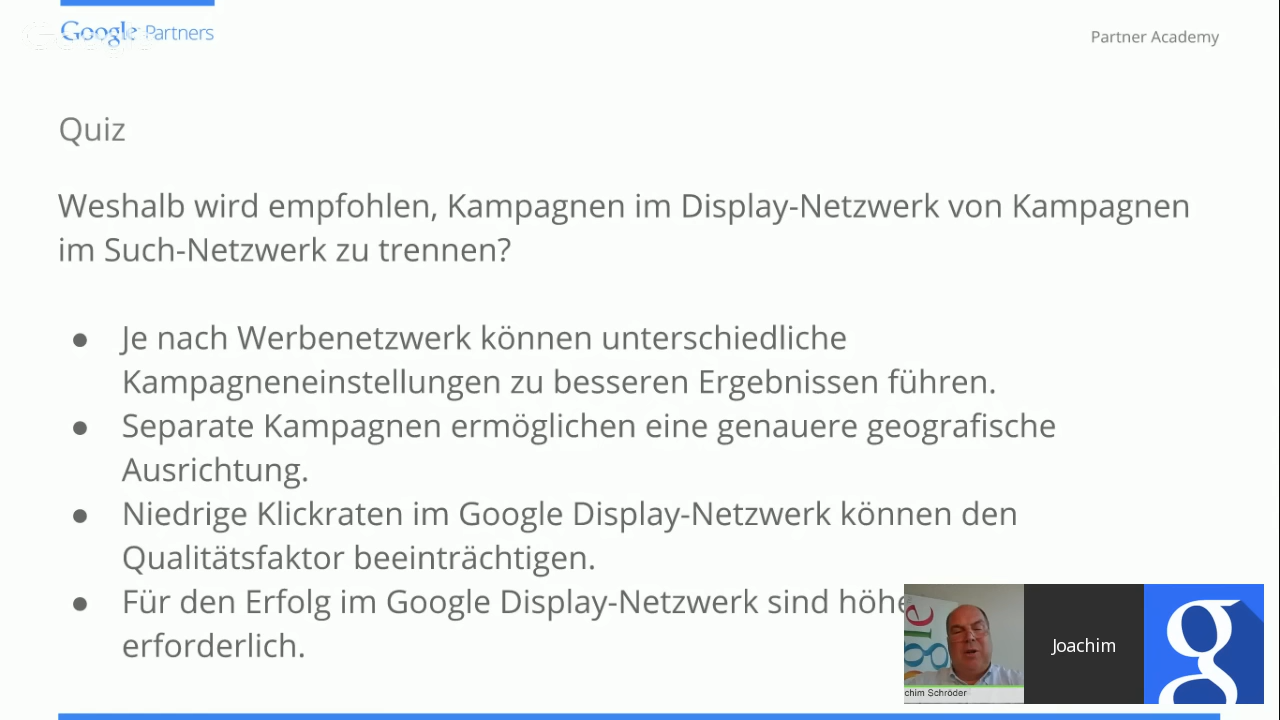 Google Partners
Partner Academy
Quiz
Weshalb wird empfohlen, Kampagnen im Display-Netzwerk von Kampagnen
im Such-Netzwerk zu trennen?
● Je nach Werbenetzwerk können unterschiedliche
Kampagneneinstellungen zu besseren Ergebnissen führen.
● Separate Kampagnen ermöglichen eine genauere geografische
Ausrichtung.
● Niedrige Klickraten im Google Display-Netzwerk können den
Qualitätsfaktor beeinträchtigen.
● Für den Erfolg im Google Display-Netzwerk sind höhe
erforderlich.
gle
Joachim
g
chim Schröder